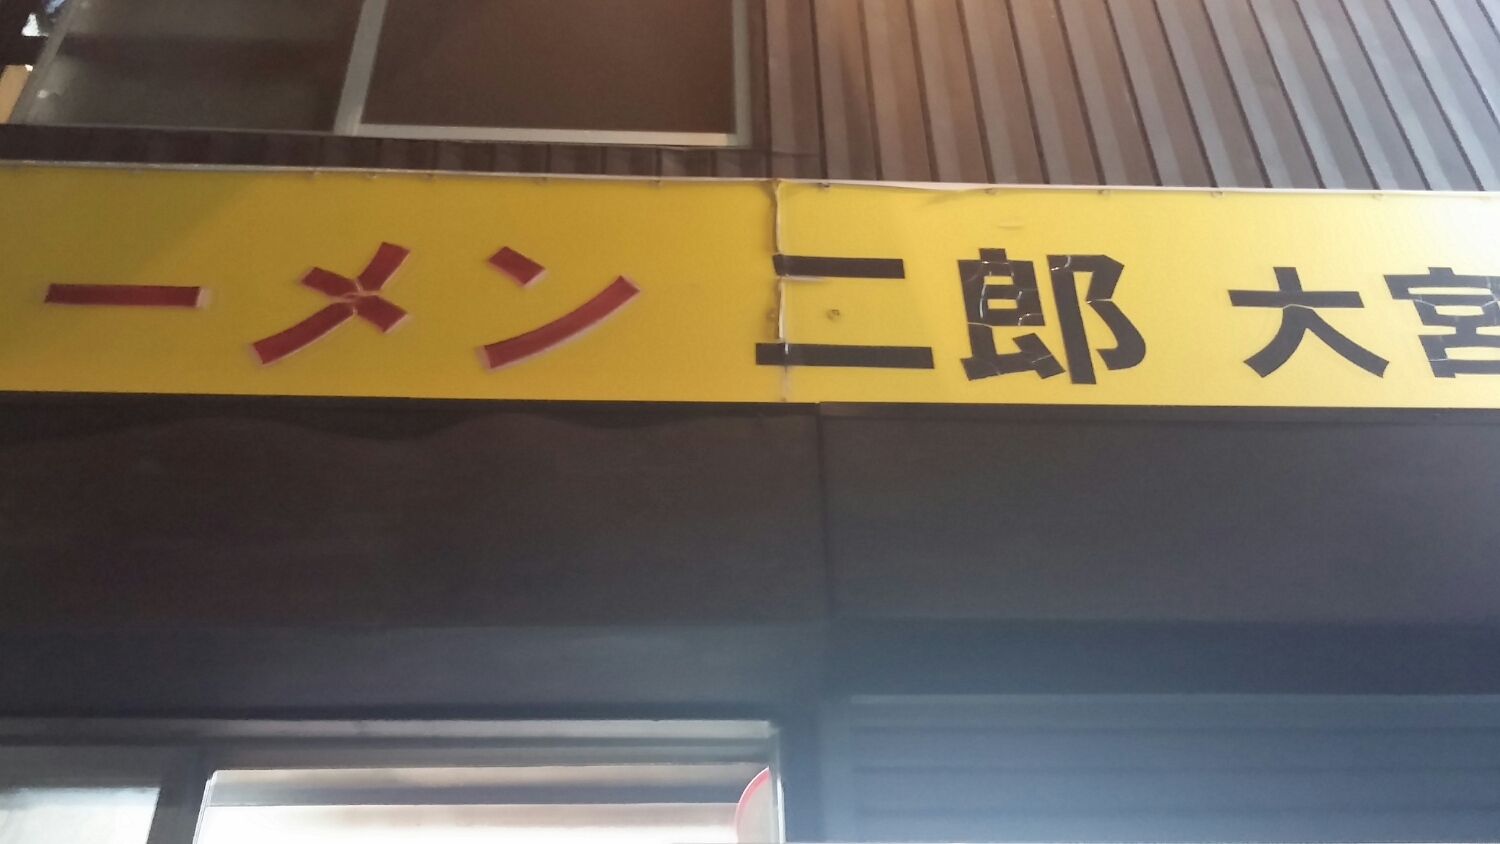 ーメン 二郎 大宮